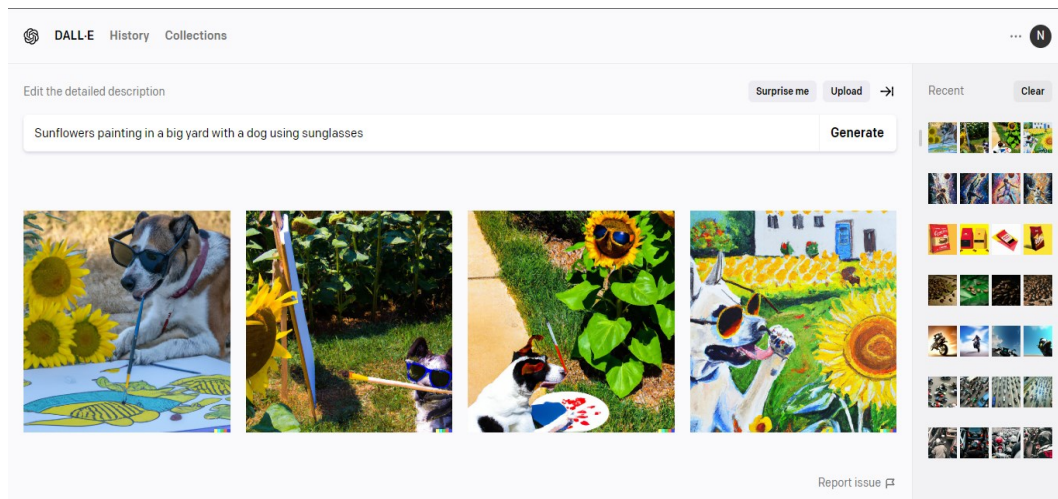 DALL·E History Collections
··· N
Edit the detailed description
Surprise me Upload
Recent Clear
Sunflowers painting in a big yard with a dog using sunglasses
Generate
Report issue